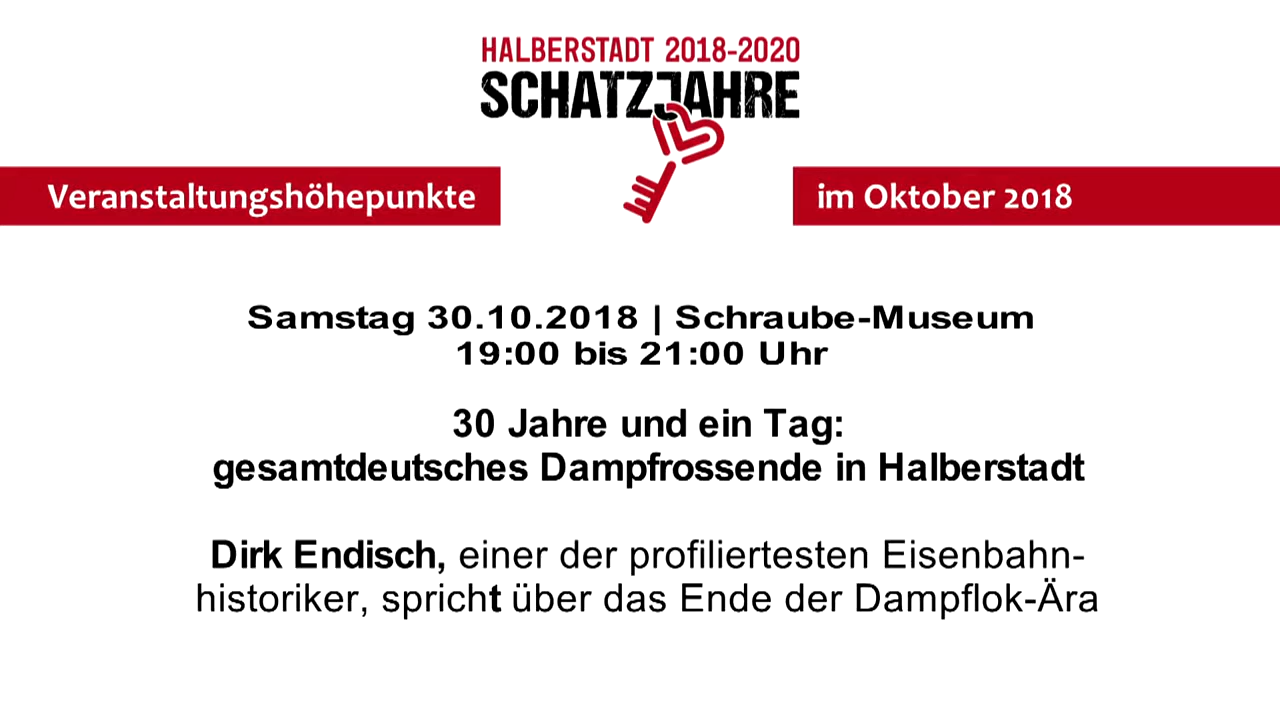 HALBERSTADT 2018-2020
SCHATZJAHRE
Veranstaltungshöhepunkte im Oktober 2018
Samstag 30.10.2018 | Schraube-Museum
19:00 bis 21:00 Uhr
30 Jahre und ein Tag:
gesamtdeutsches Dampfrossende in Halberstadt
Dirk Endisch, einer der profiliertesten Eisenbahn-
historiker, spricht über das Ende der Dampflok-Ära